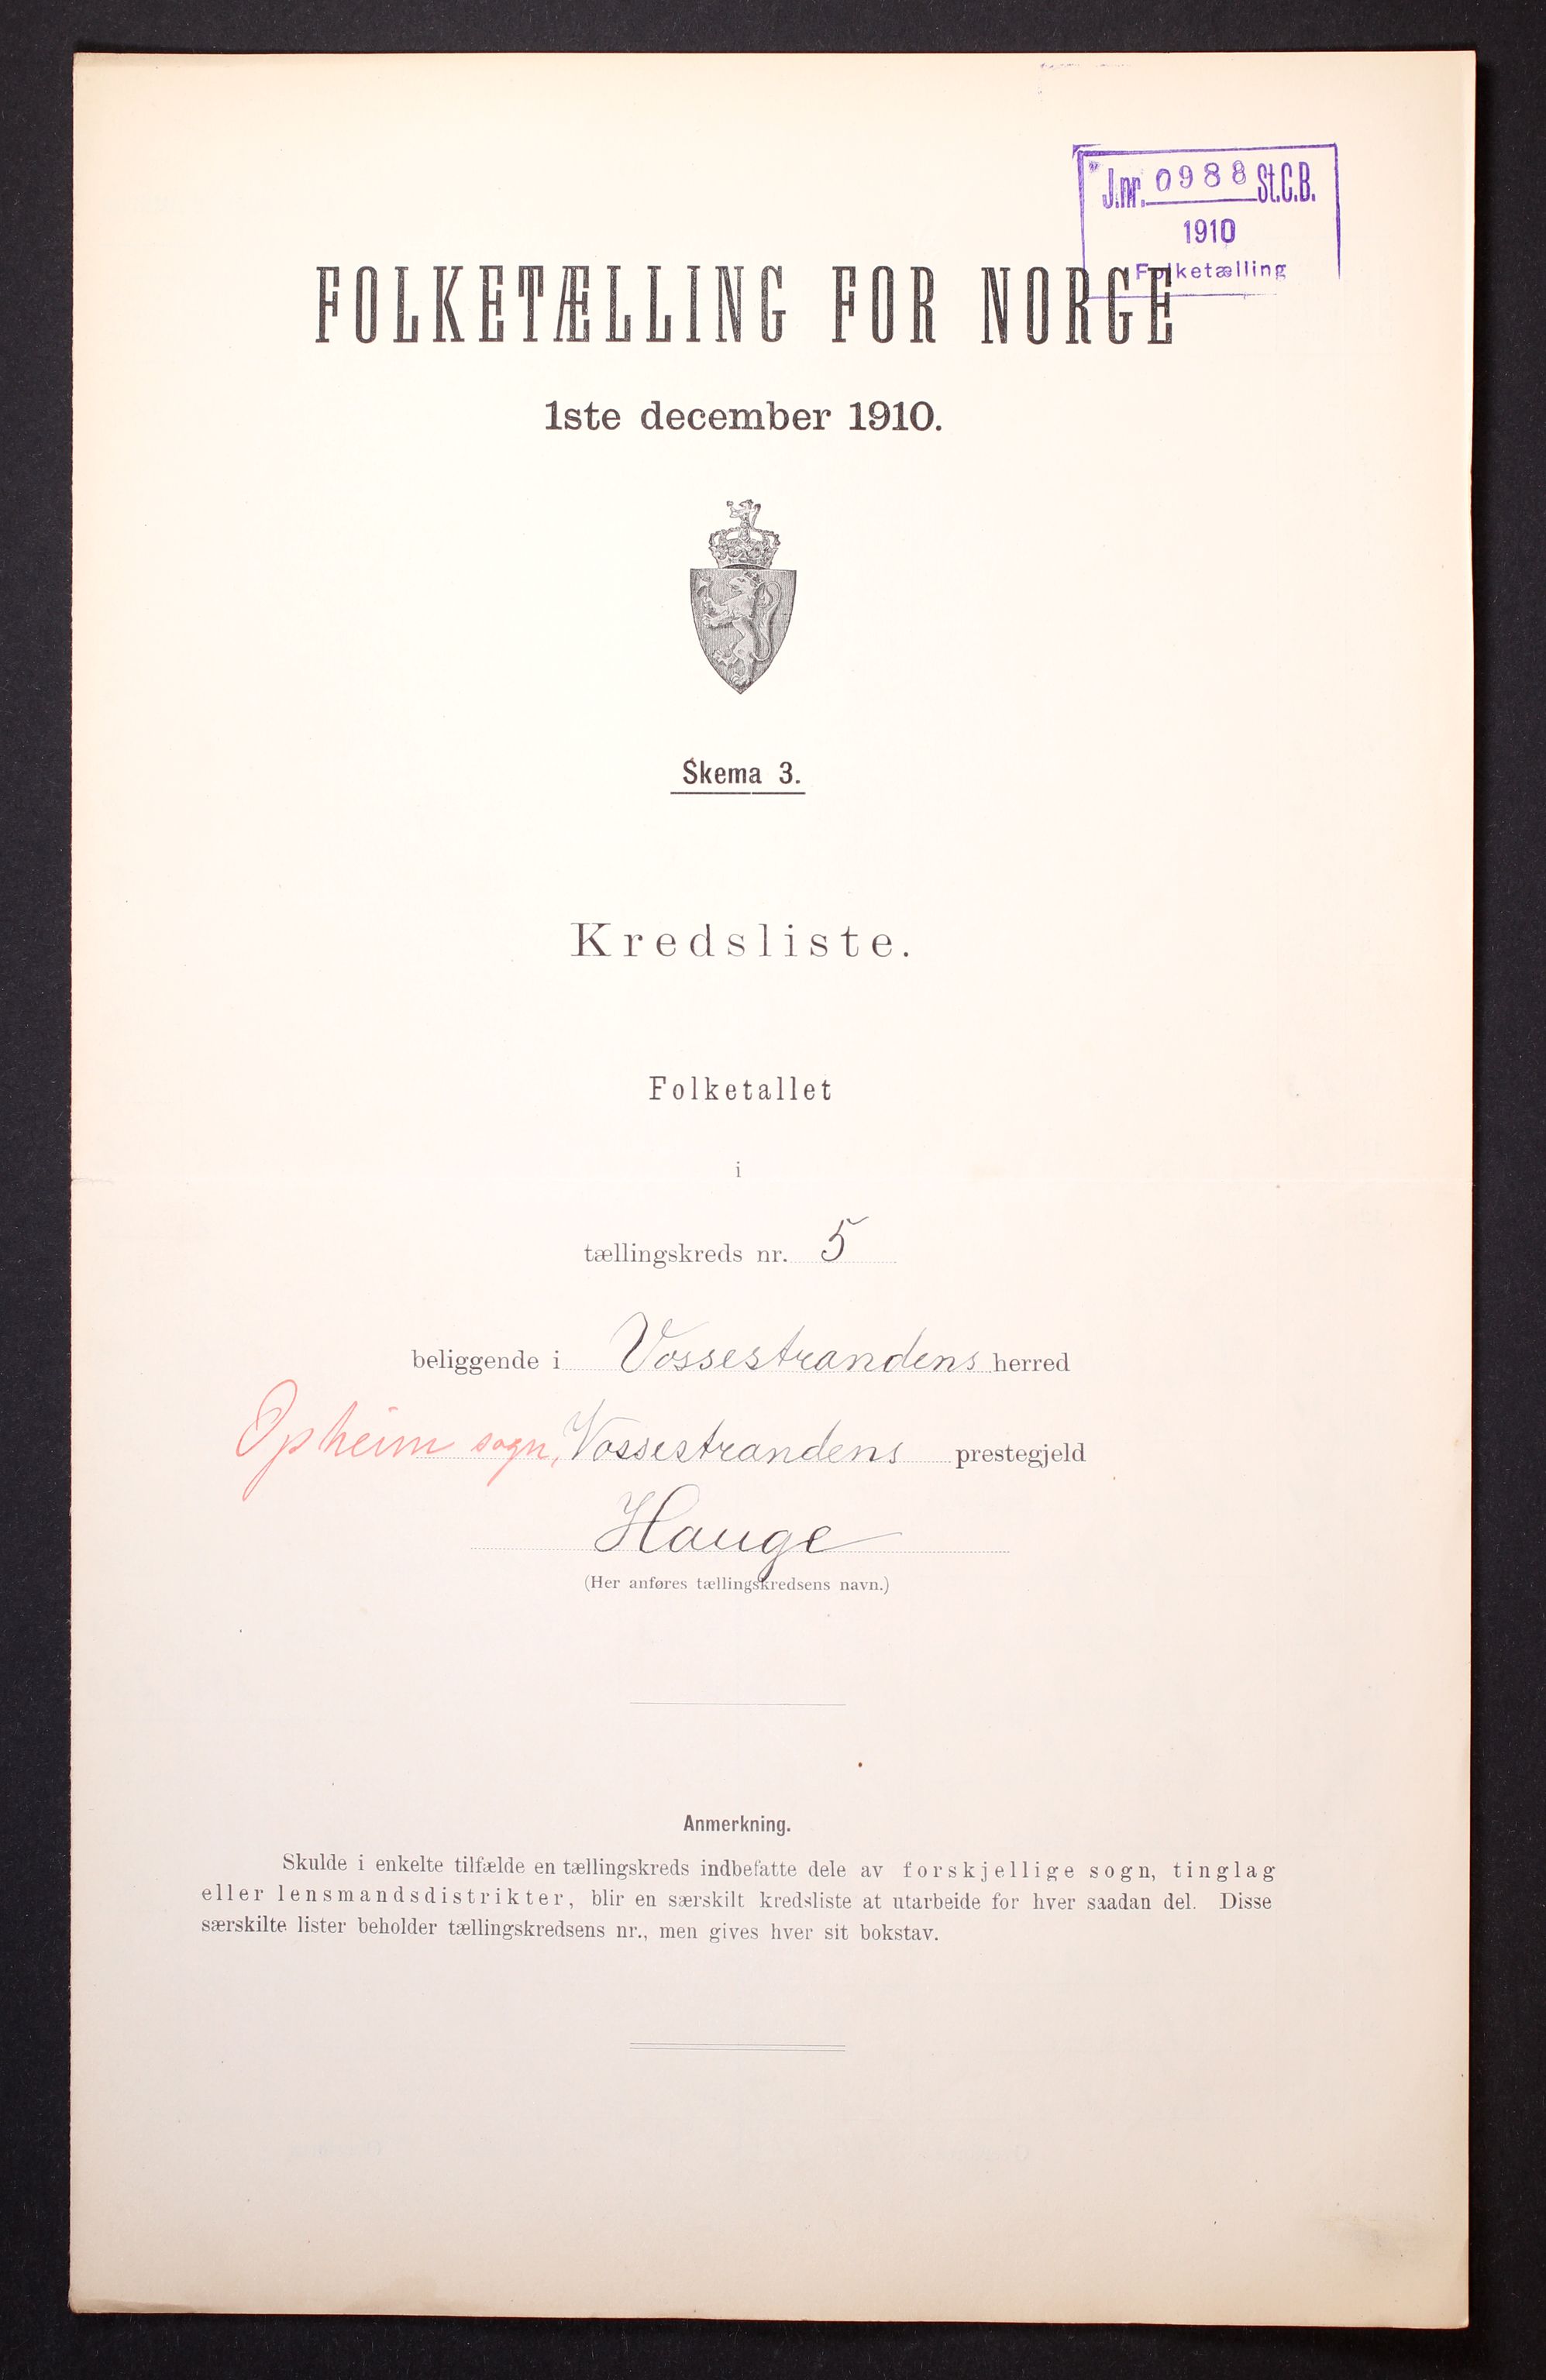 J.nr. 0988 St.C.B.
1910
Folketælling
FOLKETÆLLING FOR NORGE
1ste december 1910.
Skema 3.
Kredsliste.
Folketallet
i
tællingskreds nr. 5
beliggende i Vossestrandens herred
Opheim sogn, Vossestrandens prestegjeld
Hauge
(Her anføres tællingskredsens navn.)
Anmerkning.
Skulde i enkelte tilfælde en tællingskreds indbefatte dele av forskjellige sogn, tinglag
eller lensmandsdistrikter, blir en særskilt kredsliste at utarbeide for hver saadan del. Disse
særskilte lister beholder tællingskredsens nr., men gives hver sit bokstav.